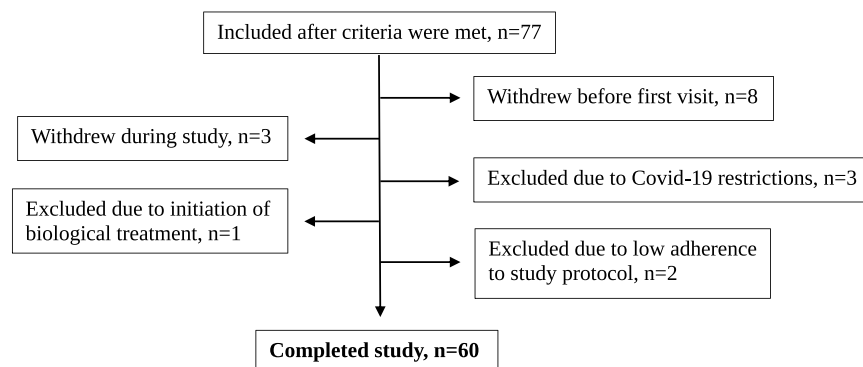 Included after criteria were met, n=77
Withdrew before first visit, n=8
Withdrew during study, n=3
Excluded due to Covid-19 restrictions, n=3
Excluded due to initiation of
biological treatment, n=1
Excluded due to low adherence
to study protocol, n=2
Completed study, n=60